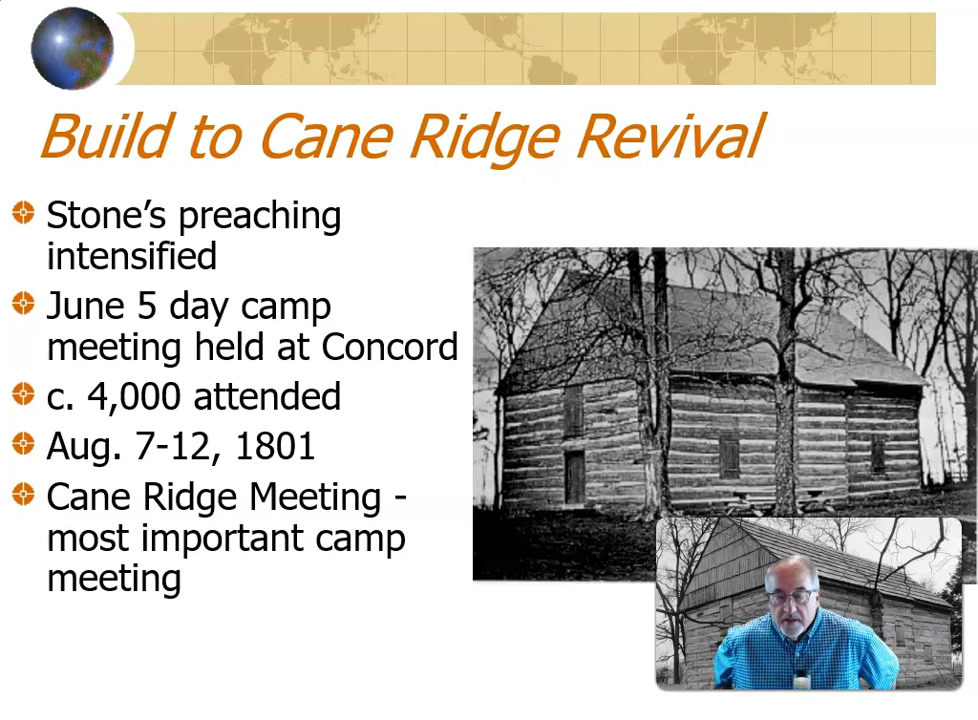 Build to Cane Ridge Revival
Stone’s preaching
intensified
June 5 day camp
meeting held at Concord
c. 4,000 attended
Aug. 7-12, 1801
Cane Ridge Meeting -
most important camp
meeting